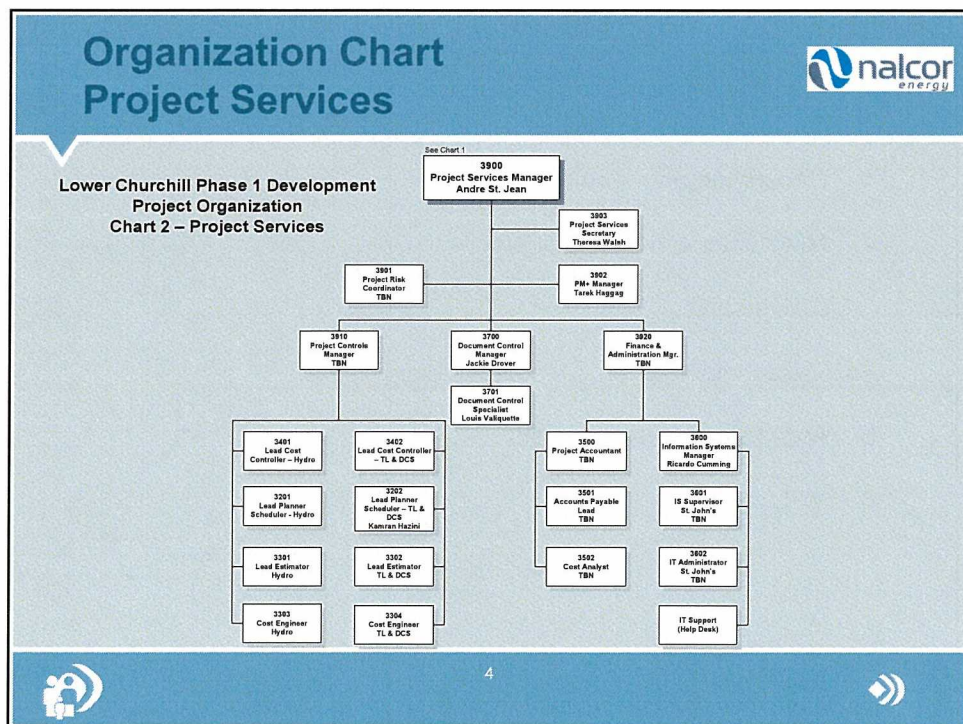 Organization Chart
Project Services
nalcor
energy
Lower Churchill Phase 1 Development
Project Organization
Chart 2 – Project Services
See Chart 1
3900
Project Services Manager
Andre St. Jean
3903
Project Services
Secretary
Theresa Walsh
3901
Project Risk
Coordinator
TBN
3902
PM+ Manager
Tarek Haggag
3910
Project Controls
Manager
TBN
3700
Document Control
Manager
Jackie Drover
3920
Finance &
Administration Mgr.
TBN
3701
Document Control
Specialist
Louis Valiquette
3401
Lead Cost
Controller – Hydro
3402
Lead Cost Controller
– TL & DCS
3500
Project Accountant
TBN
3600
Information Systems
Manager
Ricardo Cumming
3201
Lead Planner
Scheduler - Hydro
3202
Lead Planner
Scheduler – TL &
DCS
Kamran Hazini
3501
Accounts Payable
Lead
TBN
3601
IS Supervisor
St. John's
TBN
3301
Lead Estimator
Hydro
3302
Lead Estimator
TL & DCS
3502
Cost Analyst
TBN
3602
IT Administrator
St. John's
TBN
3303
Cost Engineer
Hydro
3304
Cost Engineer
TL & DCS
IT Support
(Help Desk)
4